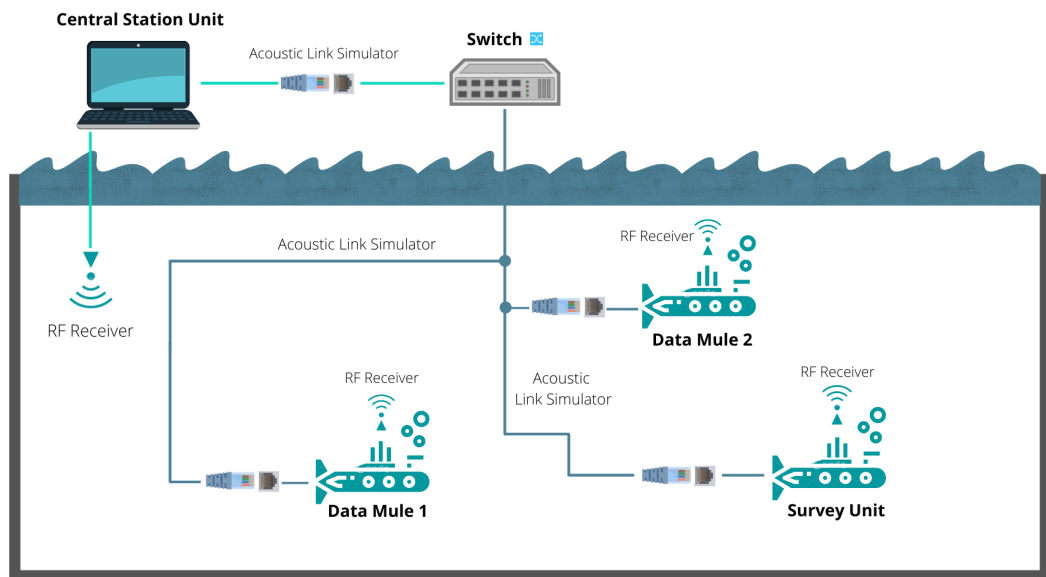 Central Station Unit
Acoustic Link Simulator
Switch
Acoustic Link Simulator
RF Receiver
RF Receiver
Data Mule 2
RF Receiver
Acoustic
Link Simulator
RF Receiver
Data Mule 1
Survey Unit